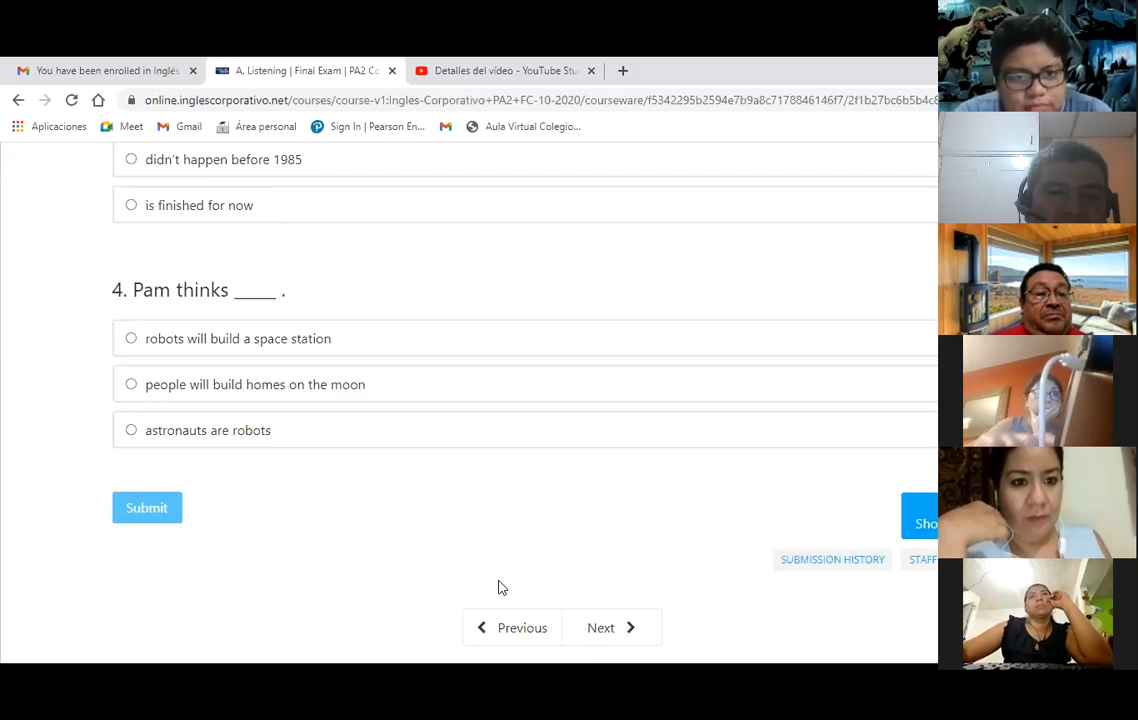 You have been enrolled in Inglés
A. Listening | Final Exam | PA2 Co
Detalles del vídeo - YouTube Stu
online.inglescorporativo.net/courses/course-v1:Ingles-Corporativo+PA2+FC-10-2020/courseware/f5342295b2594e7b9a8c7178846146f7/2f1b27bc6b5b4c8
Aplicaciones Meet Gmail Área personal Sign In | Pearson En... Aula Virtual Colegio...
didn't happen before 1985
is finished for now
4. Pam thinks _____ .
robots will build a space station
people will build homes on the moon
astronauts are robots
Submit
Sho
SUBMISSION HISTORY STAFF
Previous Next